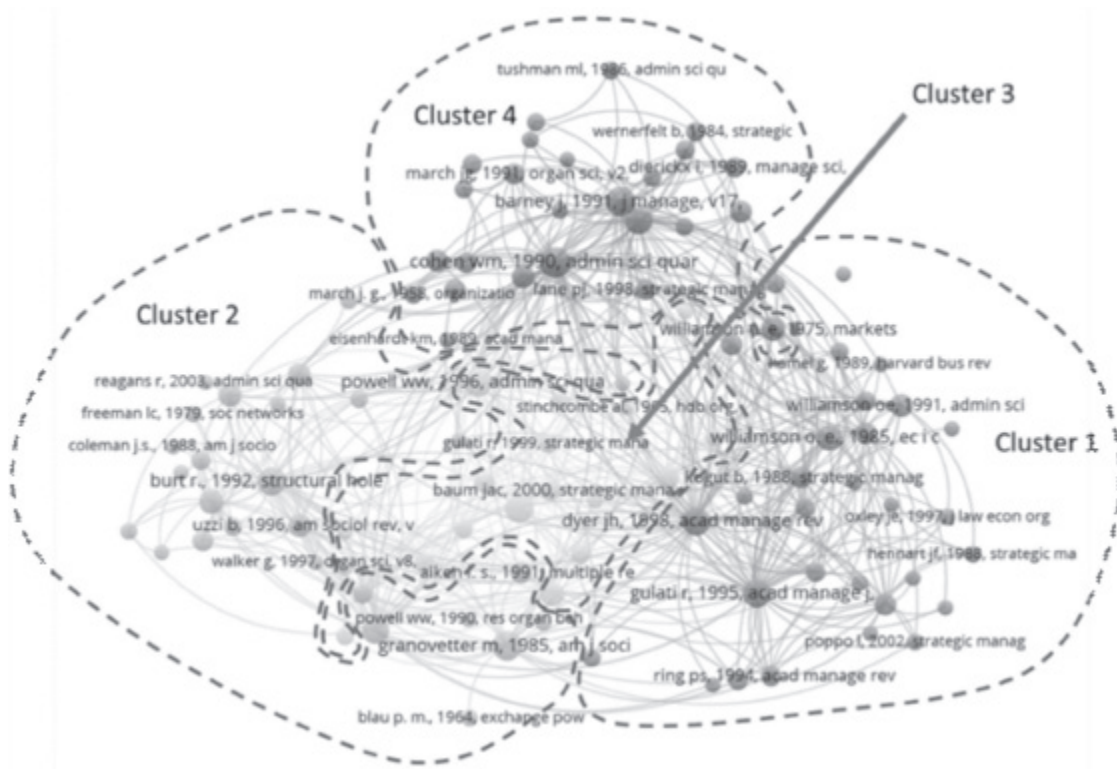 tushman ml, 1986, admin sci qu
Cluster 3
Cluster 4
wernerfelt b, 1984, strategic
march jg, 1991, organ sci, v2,
dierickx i, 1989, manage sci,
barney j, 1991, j manage, v17,
cohen wm, 1990, admin sci quar
march j. g., 1958, organizatio
lane pj, 1998, strategic manag
Cluster 2
williamson o. e., 1975, markets
eisenhardt km, 1989, acad mana
hamel g, 1989, harvard bus rev
reagans r, 2003, admin sci qua
powell ww, 1996, admin sci qua
stinchcombe al, 1965, hdb org
williamson oe, 1991, admin sci
freeman lc, 1979, soc networks
gulati r, 1999, strategic mana
williamson o. e., 1985, ec i c
Cluster 1
coleman j.s., 1988, am j socio
burt r., 1992, structural hole
kogut b, 1988, strategic manag
baum jac, 2000, strategic mana
uzzi b, 1996, am sociol rev, v
dyer jh, 1998, acad manage rev
oxley je, 1997, j law econ org
walker g, 1997, organ sci, v8,
hennart jf, 1988, strategic ma
aiken l. s., 1991, multiple re
gulati r, 1995, acad manage j,
powell ww, 1990, res organ beh
granovetter m, 1985, am j soci
poppo l, 2002, strategic manag
ring ps, 1994, acad manage rev
blau p. m., 1964, exchange pow